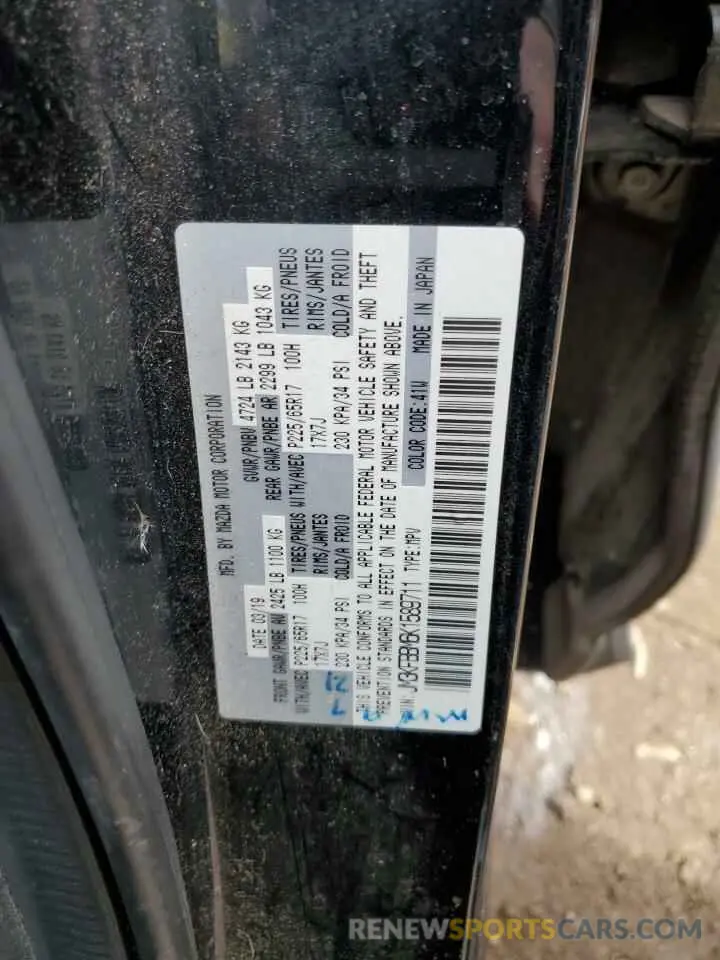 MFD. BY MAZDA MOTOR CORPORATION
DATE 03/19 GVWR/PNBV 4724 LB 2143 KG
FRONT GAWR/PNBE AV 2425 LB 1100 KG REAR GAWR/PNBE AR 2299 LB 1043 KG
WITH/AVEC P225/65R17 100H TIRES/PNEUS WITH/AVEC P225/65R17 100H TIRES/PNEUS
17X7J RIMS/JANTES 17X7J RIMS/JANTES
230 KPA/34 PSI COLD/A FROID 230 KPA/34 PSI COLD/A FROID
THIS VEHICLE CONFORMS TO ALL APPLICABLE FEDERAL MOTOR VEHICLE SAFETY AND THEFT
PREVENTION STANDARDS IN EFFECT ON THE DATE OF MANUFACTURE SHOWN ABOVE.
VIN: JM3KFBBM6K1589711 TYPE:MPV COLOR CODE:41W MADE IN JAPAN
RENEWSPORTSCARS.COM